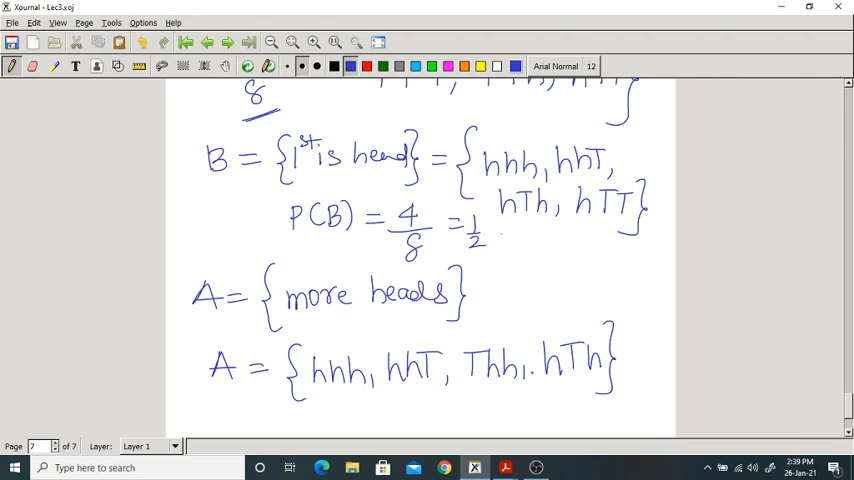 Xournal - Lec3.xoj
File Edit View Page Tools Options Help
Arial Normal 12
8
B = {1st is head} = {hhh, hhT,
hTh, hTT}
P(B) = 4/8 = 1/2
A = {more heads}
A = {hhh, hhT, Thh, hTh}
Page 7 of 7 Layer: Layer 1
Type here to search
2:39 PM
26-Jan-21